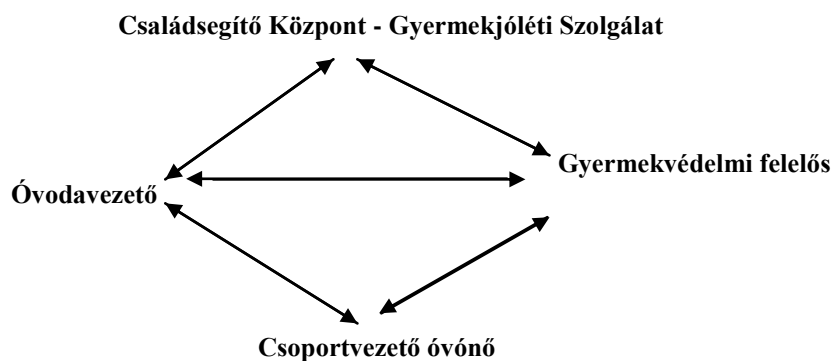 Családsegítő Központ - Gyermekjóléti Szolgálat
Gyermekvédelmi felelős
Óvodavezető
Csoportvezető óvónő